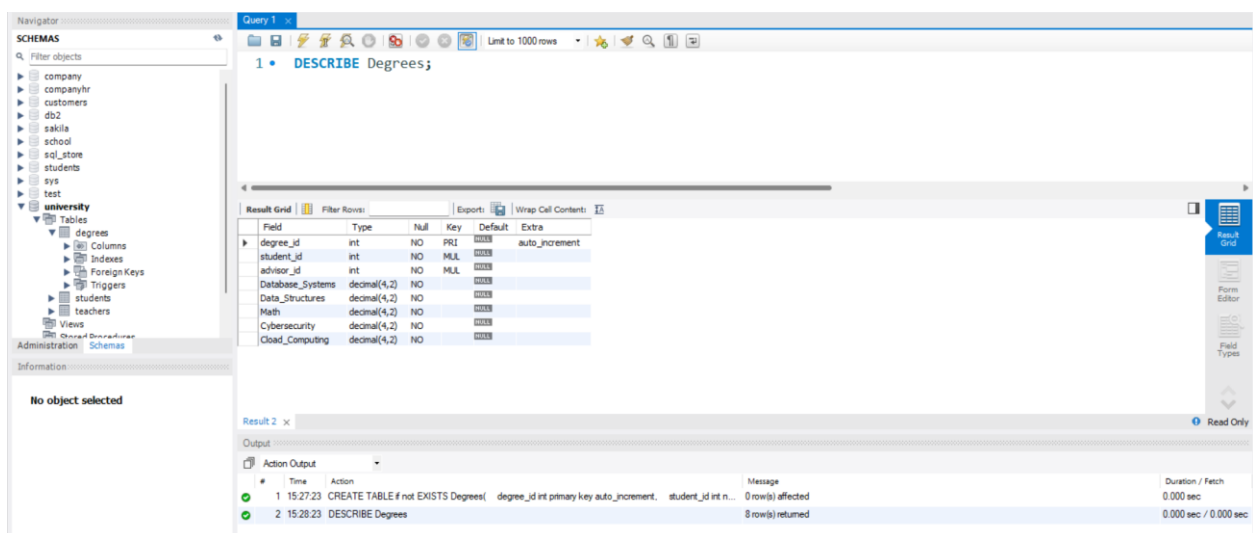 Navigator
SCHEMAS
Filter objects
company
companyhr
customers
db2
sakila
school
sql_store
students
sys
test
university
Tables
degrees
Columns
Indexes
Foreign Keys
Triggers
students
teachers
Views
Stored Procedures
Administration Schemas
Information
No object selected
Query 1
Limit to 1000 rows
1 DESCRIBE Degrees;
Result Grid Filter Rows: Export: Wrap Cell Content:
Field Type Null Key Default Extra
degree_id int NO PRI NULL auto_increment
student_id int NO MUL NULL
advisor_id int NO MUL NULL
Database_Systems decimal(4,2) NO NULL
Data_Structures decimal(4,2) NO NULL
Math decimal(4,2) NO NULL
Cybersecurity decimal(4,2) NO NULL
Cload_Computing decimal(4,2) NO NULL
Result Grid
Form Editor
Field Types
Result 2
Read Only
Output
Action Output
# Time Action Message Duration / Fetch
1 15:27:23 CREATE TABLE if not EXISTS Degrees( degree_id int primary key auto_increment, student_id int n... 0 row(s) affected 0.000 sec
2 15:28:23 DESCRIBE Degrees 8 row(s) returned 0.000 sec / 0.000 sec